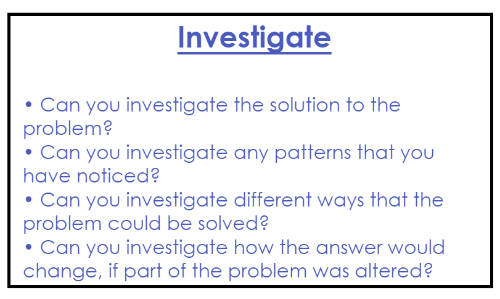 Investigate
• Can you investigate the solution to the
problem?
• Can you investigate any patterns that you
have noticed?
• Can you investigate different ways that the
problem could be solved?
• Can you investigate how the answer would
change, if part of the problem was altered?